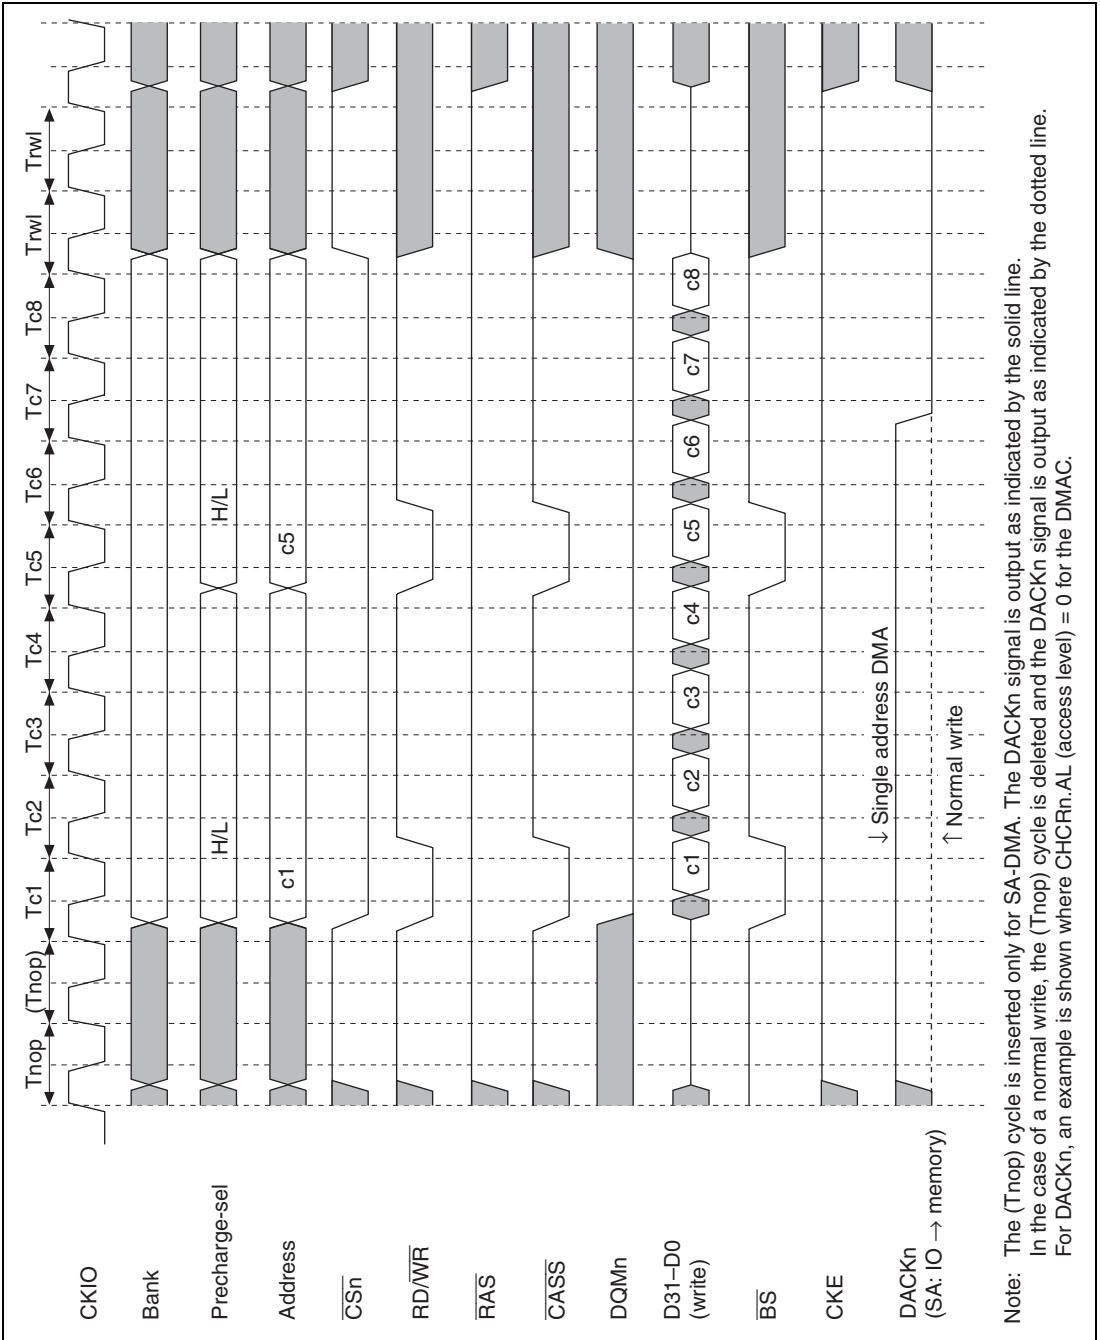 Tnop (Tnop) Tc1 Tc2 Tc3 Tc4 Tc5 Tc6 Tc7 Tc8 Trwl Trwl
CKIO
Bank
Precharge-sel H/L H/L
Address c1 c5
CSn
RD/WR
RAS
CASS
DQMn
D31–D0 c1 c2 c3 c4 c5 c6 c7 c8
(write)
BS
CKE
↓ Single address DMA
DACKn
(SA: IO → memory)
↑ Normal write
Note: The (Tnop) cycle is inserted only for SA-DMA. The DACKn signal is output as indicated by the solid line.
In the case of a normal write, the (Tnop) cycle is deleted and the DACKn signal is output as indicated by the dotted line.
For DACKn, an example is shown where CHCRn.AL (access level) = 0 for the DMAC.